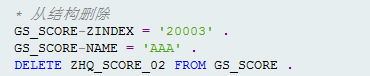 * 从结构删除
GS_SCORE-ZINDEX = '20003' .
GS_SCORE-NAME = 'AAA' .
DELETE ZHQ_SCORE_02 FROM GS_SCORE .